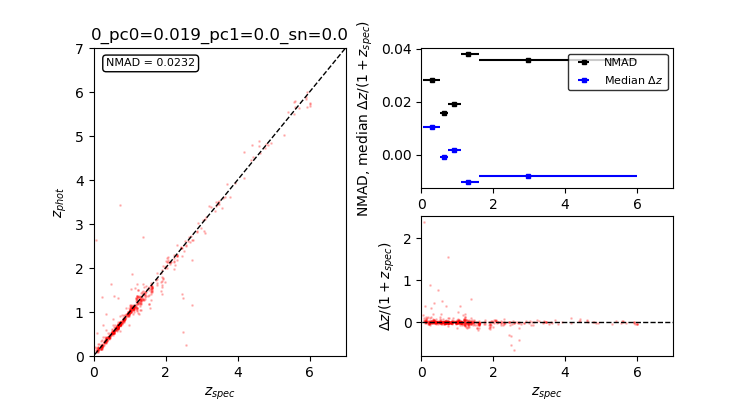 0_pc0=0.019_pc1=0.0_sn=0.0
NMAD = 0.0232
7
6
5
4
3
2
1
0
z_phot
0
2
4
6
z_spec
NMAD, median Δz/(1 + z_spec)
0.04
0.02
0.00
NMAD
Median Δz
0
2
4
6
Δz/(1 + z_spec)
2
1
0
0
2
4
6
z_spec